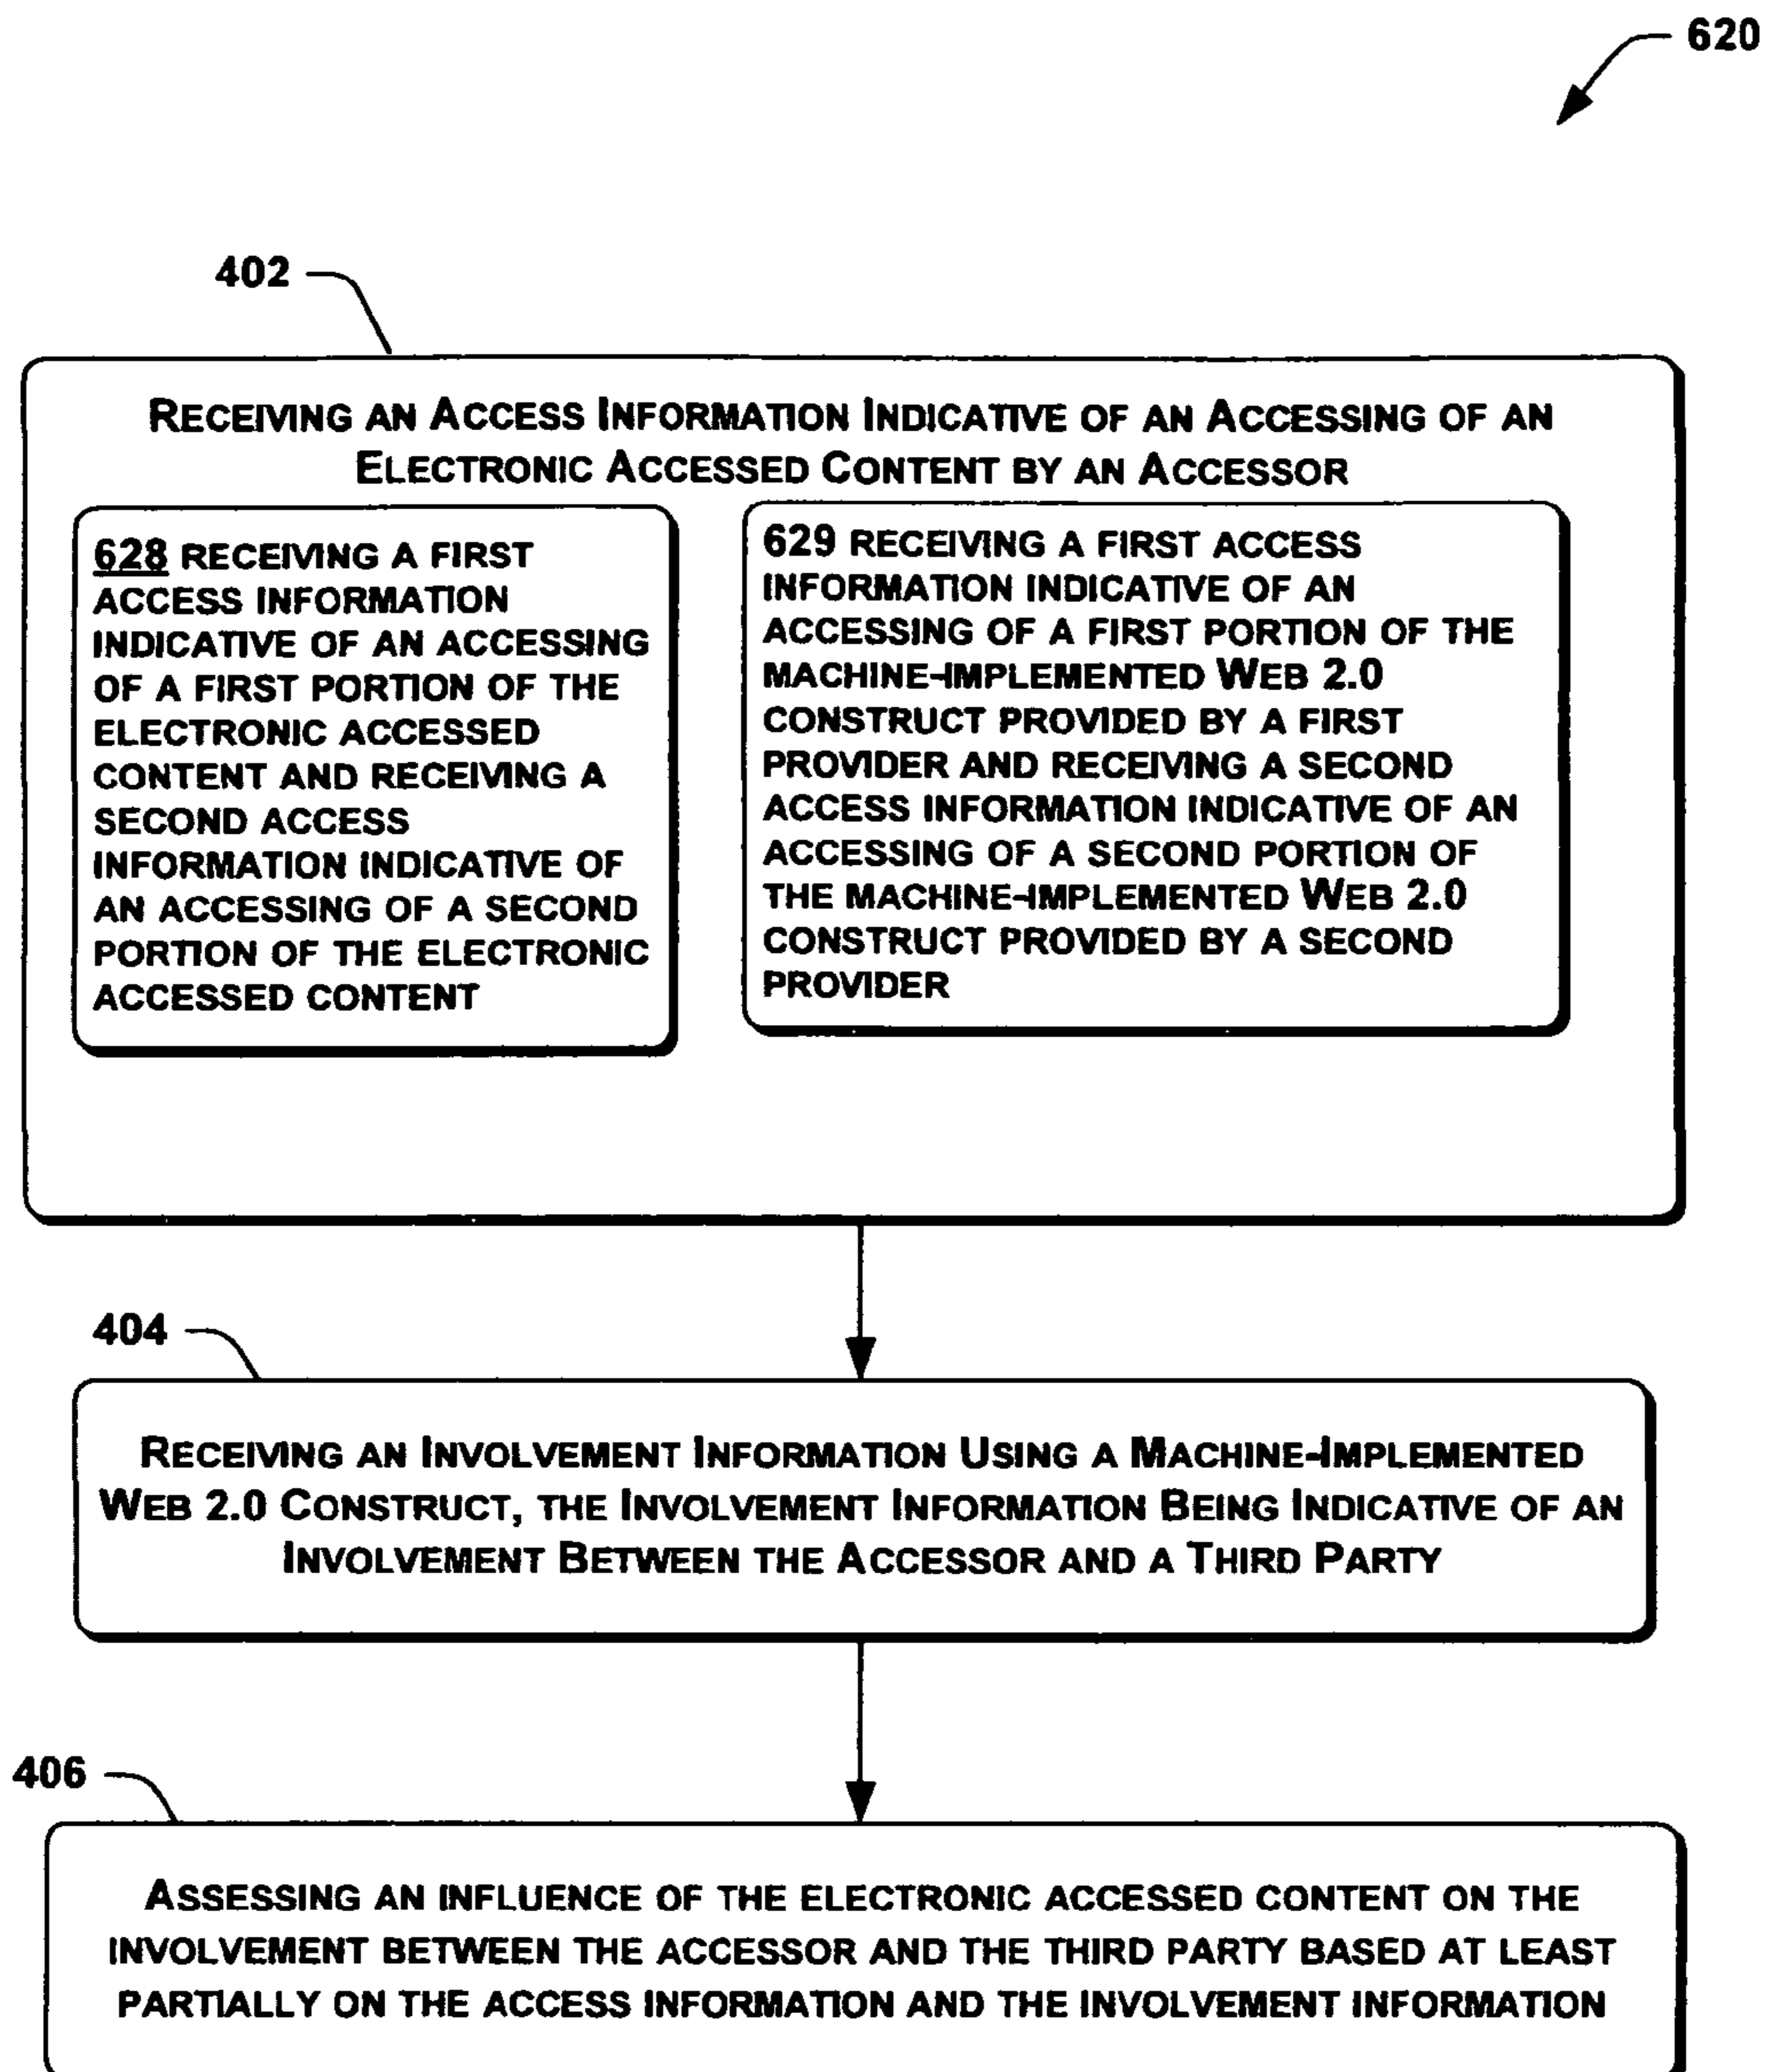 620
402
RECEIVING AN ACCESS INFORMATION INDICATIVE OF AN ACCESSING OF AN
ELECTRONIC ACCESSED CONTENT BY AN ACCESSOR
628 RECEIVING A FIRST
ACCESS INFORMATION
INDICATIVE OF AN ACCESSING
OF A FIRST PORTION OF THE
ELECTRONIC ACCESSED
CONTENT AND RECEIVING A
SECOND ACCESS
INFORMATION INDICATIVE OF
AN ACCESSING OF A SECOND
PORTION OF THE ELECTRONIC
ACCESSED CONTENT
629 RECEIVING A FIRST ACCESS
INFORMATION INDICATIVE OF AN
ACCESSING OF A FIRST PORTION OF THE
MACHINE-IMPLEMENTED WEB 2.0
CONSTRUCT PROVIDED BY A FIRST
PROVIDER AND RECEIVING A SECOND
ACCESS INFORMATION INDICATIVE OF AN
ACCESSING OF A SECOND PORTION OF
THE MACHINE-IMPLEMENTED WEB 2.0
CONSTRUCT PROVIDED BY A SECOND
PROVIDER
404
RECEIVING AN INVOLVEMENT INFORMATION USING A MACHINE-IMPLEMENTED
WEB 2.0 CONSTRUCT, THE INVOLVEMENT INFORMATION BEING INDICATIVE OF AN
INVOLVEMENT BETWEEN THE ACCESSOR AND A THIRD PARTY
406
ASSESSING AN INFLUENCE OF THE ELECTRONIC ACCESSED CONTENT ON THE
INVOLVEMENT BETWEEN THE ACCESSOR AND THE THIRD PARTY BASED AT LEAST
PARTIALLY ON THE ACCESS INFORMATION AND THE INVOLVEMENT INFORMATION